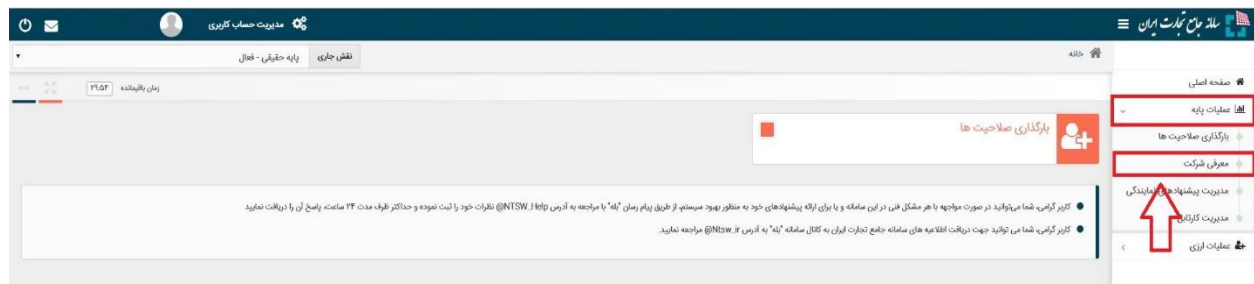 سامانه جامع تجارت ایران
مدیریت حساب کاربری
خانه
نقش جاری
پایه حقیقی - فعال
زمان باقیمانده ۲۹:۵۴
صفحه اصلی
عملیات پایه
بارگذاری صلاحیت ها
معرفی شرکت
مدیریت پیشنهادهای نمایندگی
مدیریت کارتابل
عملیات ارزی
بارگذاری صلاحیت ها
کاربر گرامی، شما می‌توانید در صورت مواجهه با هر مشکل فنی در این سامانه و یا برای ارائه پیشنهادهای خود به منظور بهبود سیستم، از طریق پیام رسان "بله" با مراجعه به آدرس NTSW_Help@ نظرات خود را ثبت نموده و حداکثر ظرف مدت ۲۴ ساعت، پاسخ آن را دریافت نمایید
کاربر گرامی، شما می توانید جهت دریافت اطلاعیه های سامانه جامع تجارت ایران به کانال سامانه "بله" به آدرس Ntsw_ir@ مراجعه نمایید.